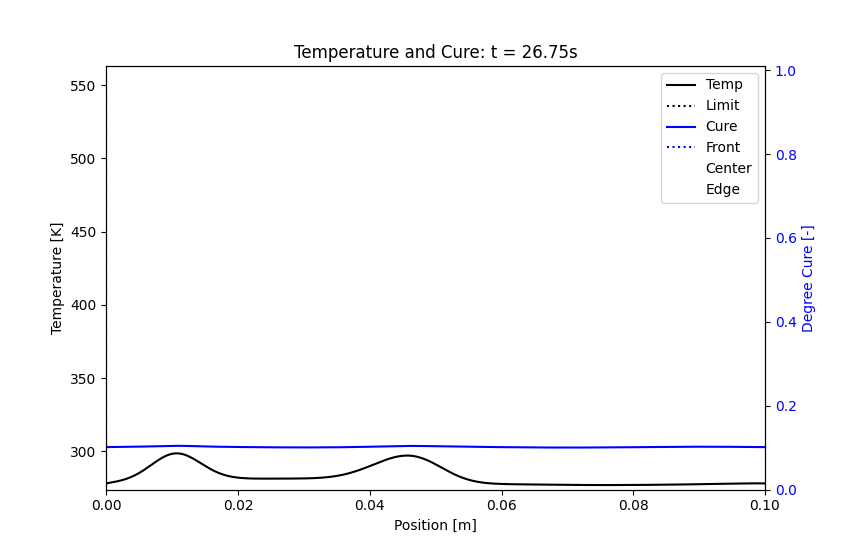 Temperature and Cure: t = 26.75s
Temp
Limit
Cure
Front
Center
Edge
Temperature [K]
550
500
450
400
350
300
Degree Cure [-]
1.0
0.8
0.6
0.4
0.2
0.0
0.00 0.02 0.04 0.06 0.08 0.10
Position [m]